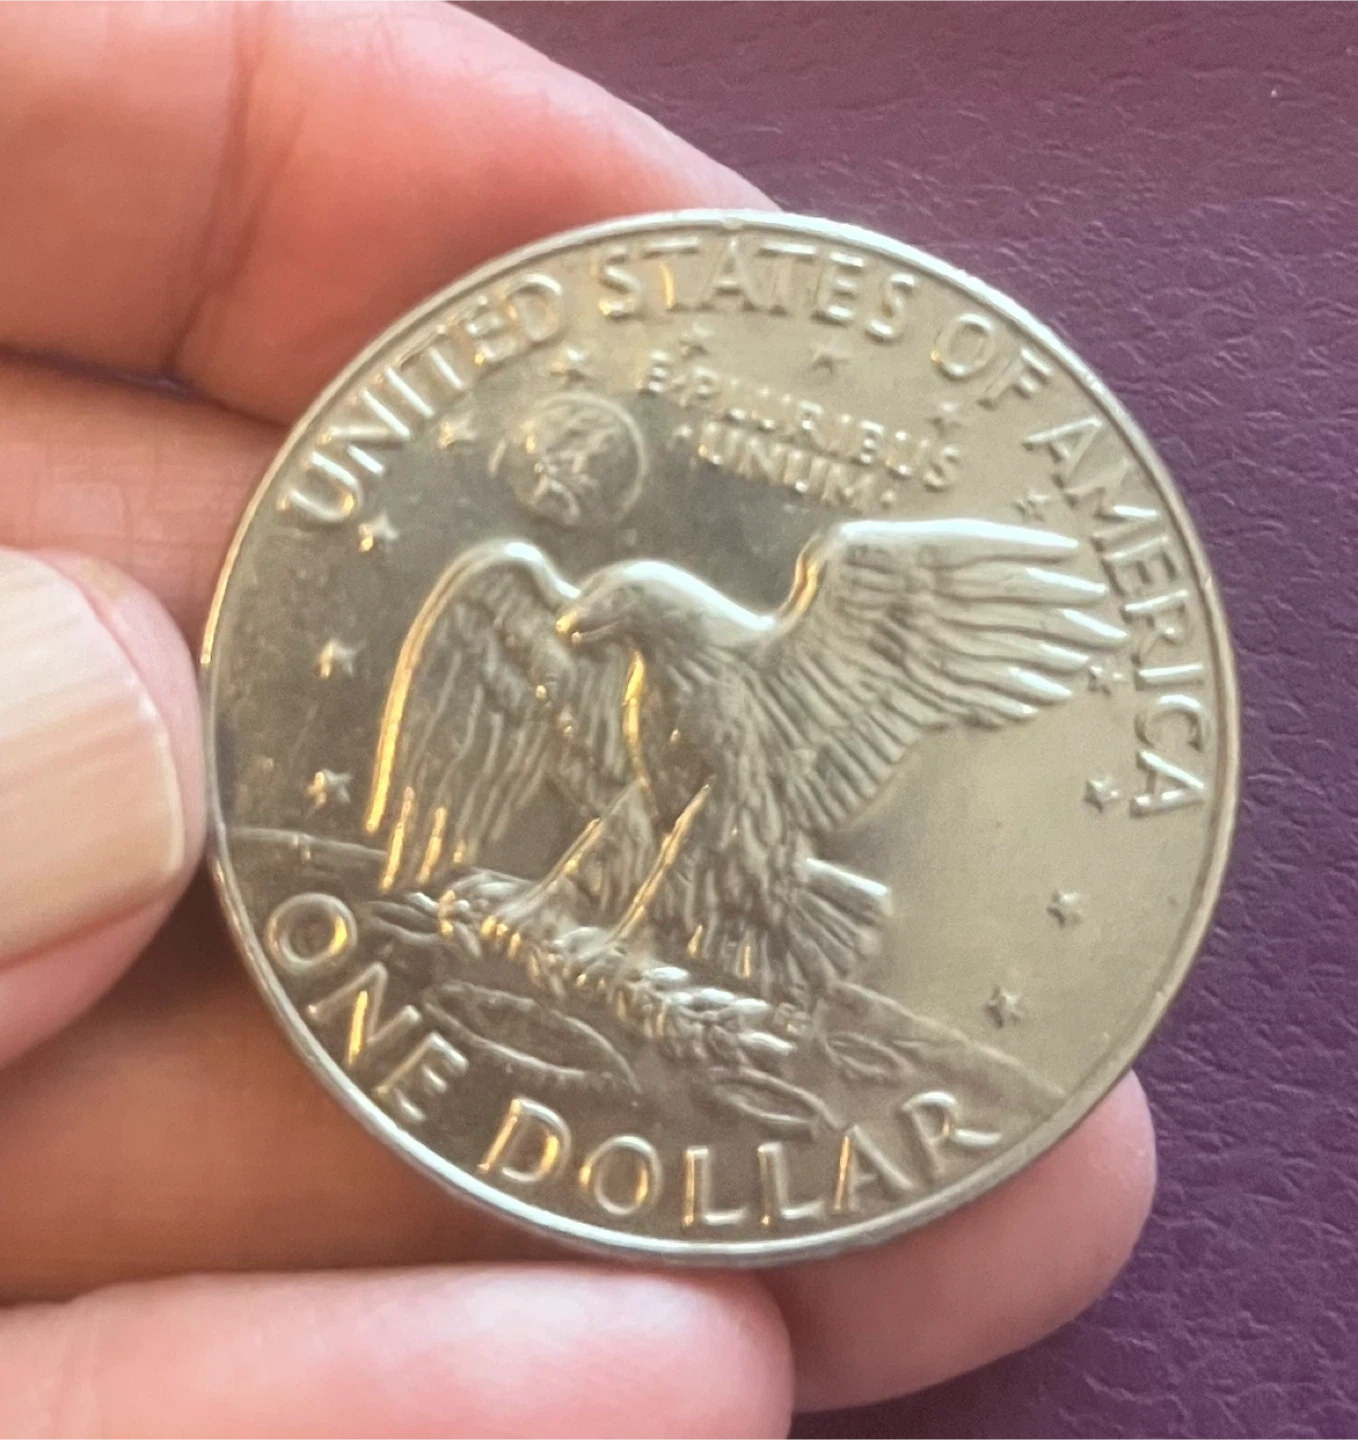 UNITED STATES OF AMERICA
E·PLURIBUS
·UNUM·
ONE DOLLAR